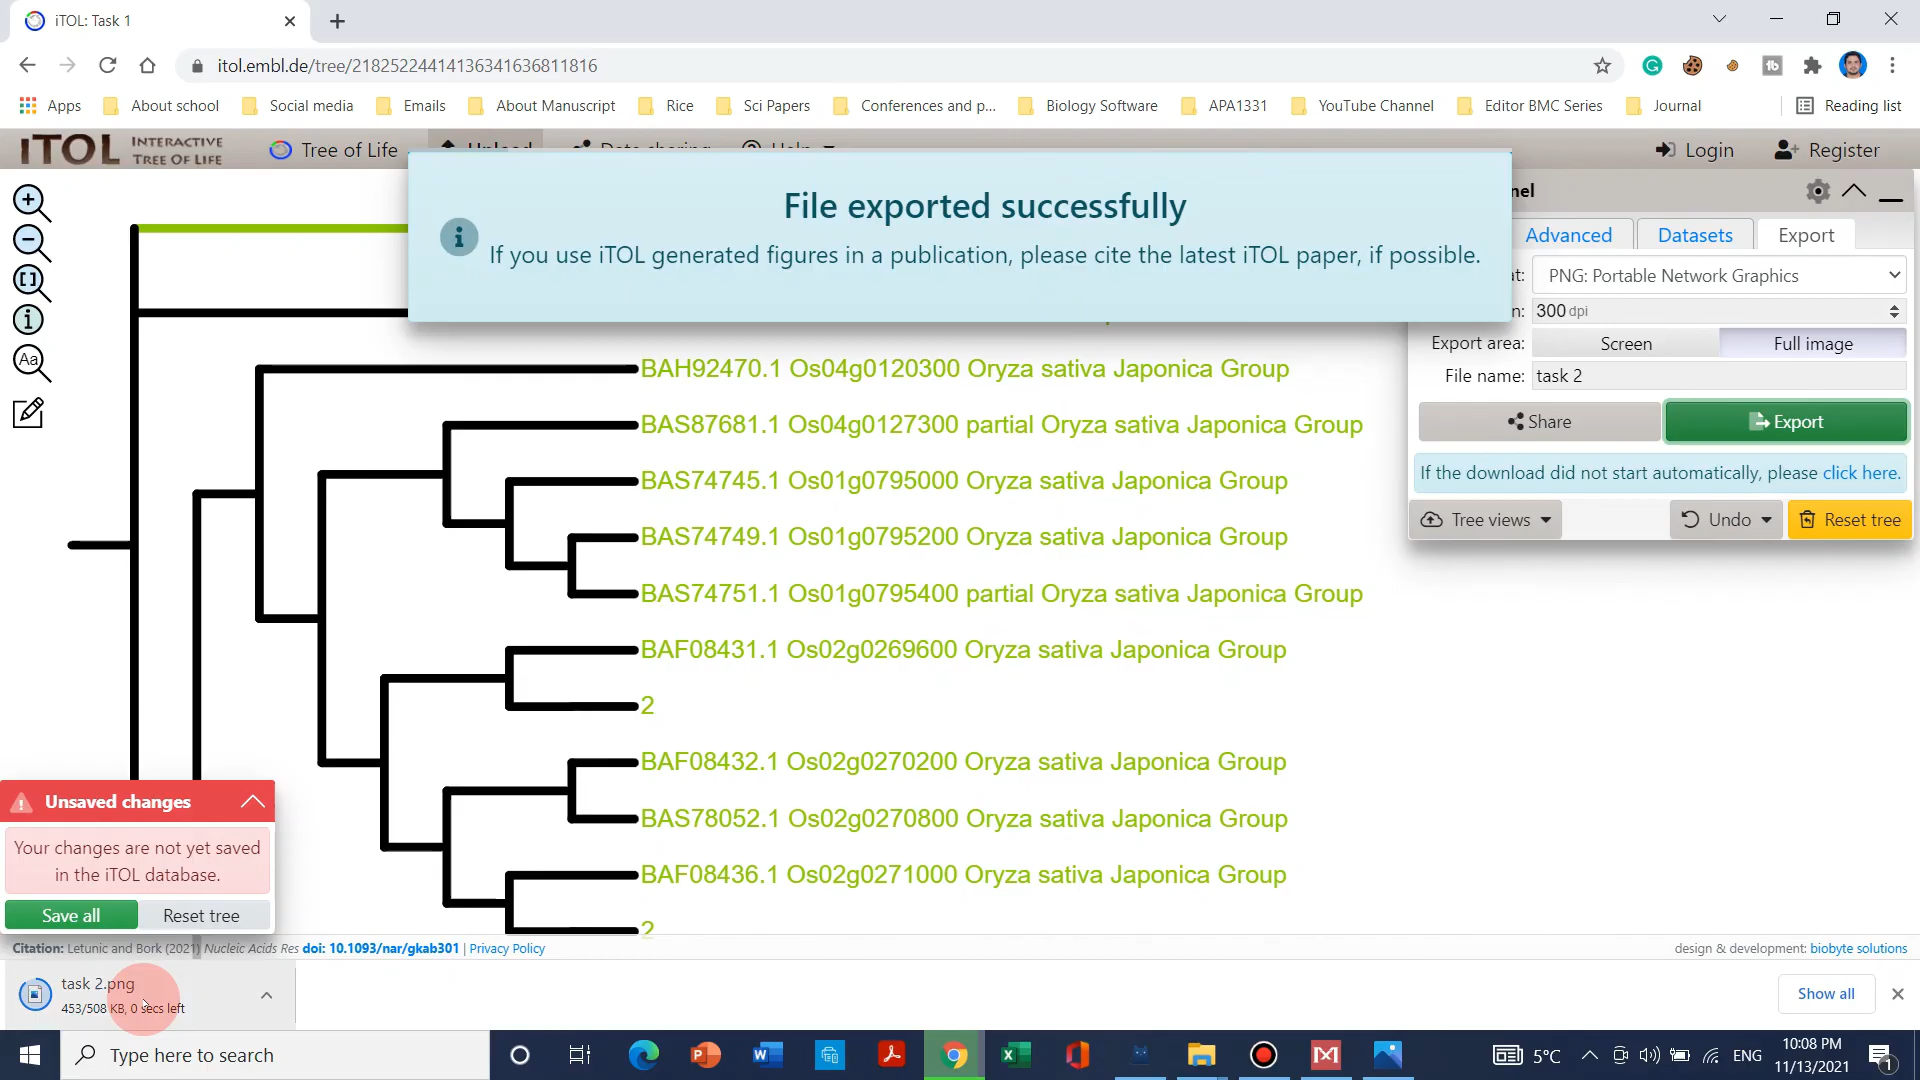 iTOL: Task 1
itol.embl.de/tree/21825224414136341636811816
Apps About school Social media Emails About Manuscript Rice Sci Papers Conferences and p... Biology Software APA1331 YouTube Channel Editor BMC Series Journal Reading list
iTOL INTERACTIVE TREE OF LIFE Tree of Life Upload Data sharing Help Login Register
File exported successfully
If you use iTOL generated figures in a publication, please cite the latest iTOL paper, if possible.
Advanced Datasets Export
PNG: Portable Network Graphics
300 dpi
Export area: Screen Full image
File name: task 2
Share Export
If the download did not start automatically, please click here.
Tree views Undo Reset tree
Aa
BAH92470.1 Os04g0120300 Oryza sativa Japonica Group
BAS87681.1 Os04g0127300 partial Oryza sativa Japonica Group
BAS74745.1 Os01g0795000 Oryza sativa Japonica Group
BAS74749.1 Os01g0795200 Oryza sativa Japonica Group
BAS74751.1 Os01g0795400 partial Oryza sativa Japonica Group
BAF08431.1 Os02g0269600 Oryza sativa Japonica Group
2
BAF08432.1 Os02g0270200 Oryza sativa Japonica Group
BAS78052.1 Os02g0270800 Oryza sativa Japonica Group
BAF08436.1 Os02g0271000 Oryza sativa Japonica Group
2
Unsaved changes
Your changes are not yet saved
in the iTOL database.
Save all Reset tree
Citation: Letunic and Bork (2021) Nucleic Acids Res doi: 10.1093/nar/gkab301 | Privacy Policy
design & development: biobyte solutions
task 2.png
453/508 KB, 0 secs left
Show all
Type here to search
5°C ENG
10:08 PM
11/13/2021
1